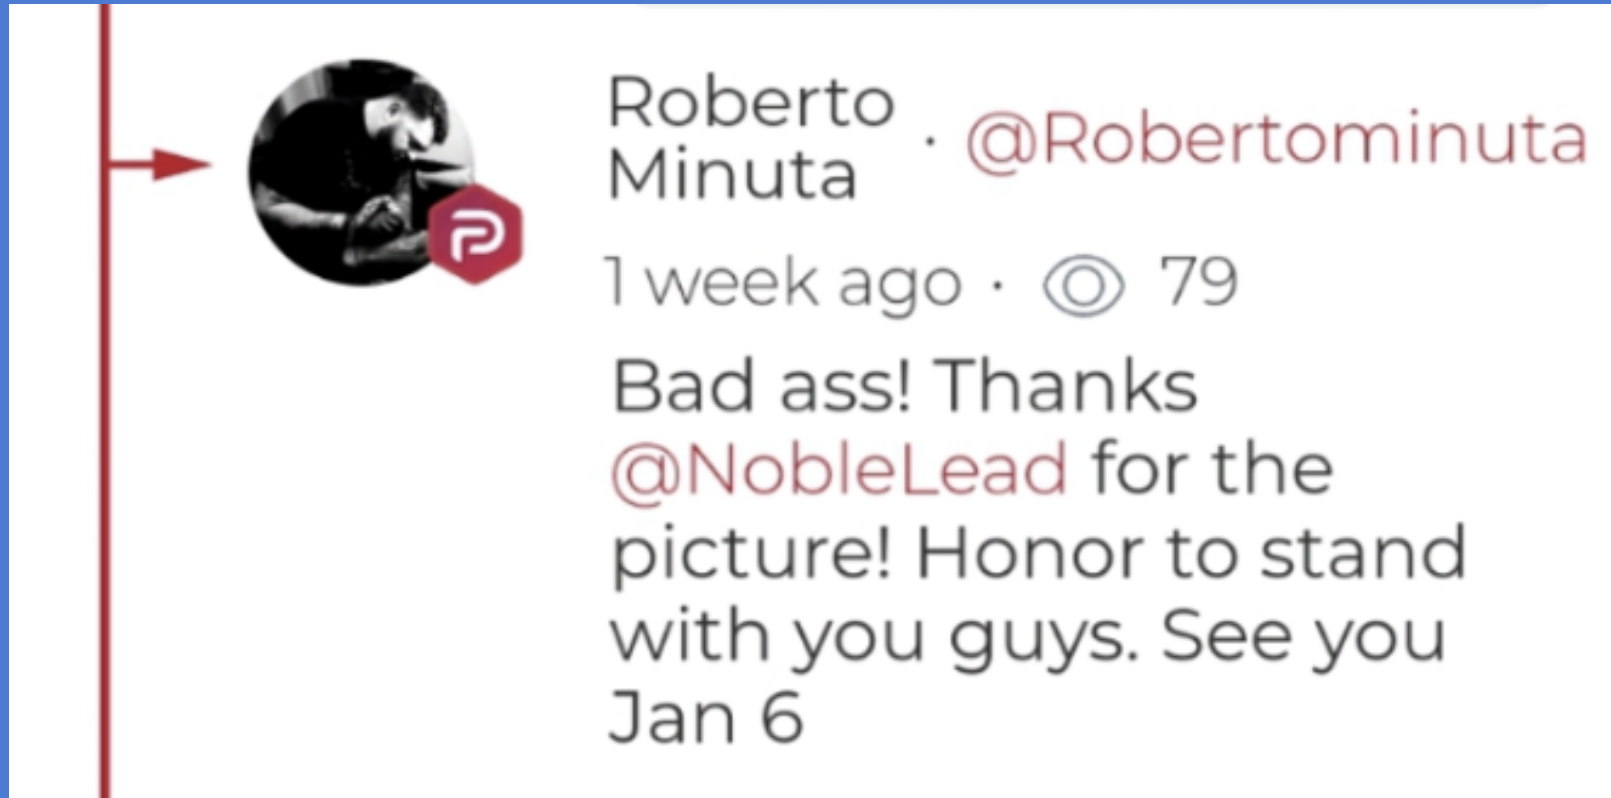 Roberto
Minuta
· @Robertominuta
1 week ago · 79
Bad ass! Thanks
@NobleLead for the
picture! Honor to stand
with you guys. See you
Jan 6